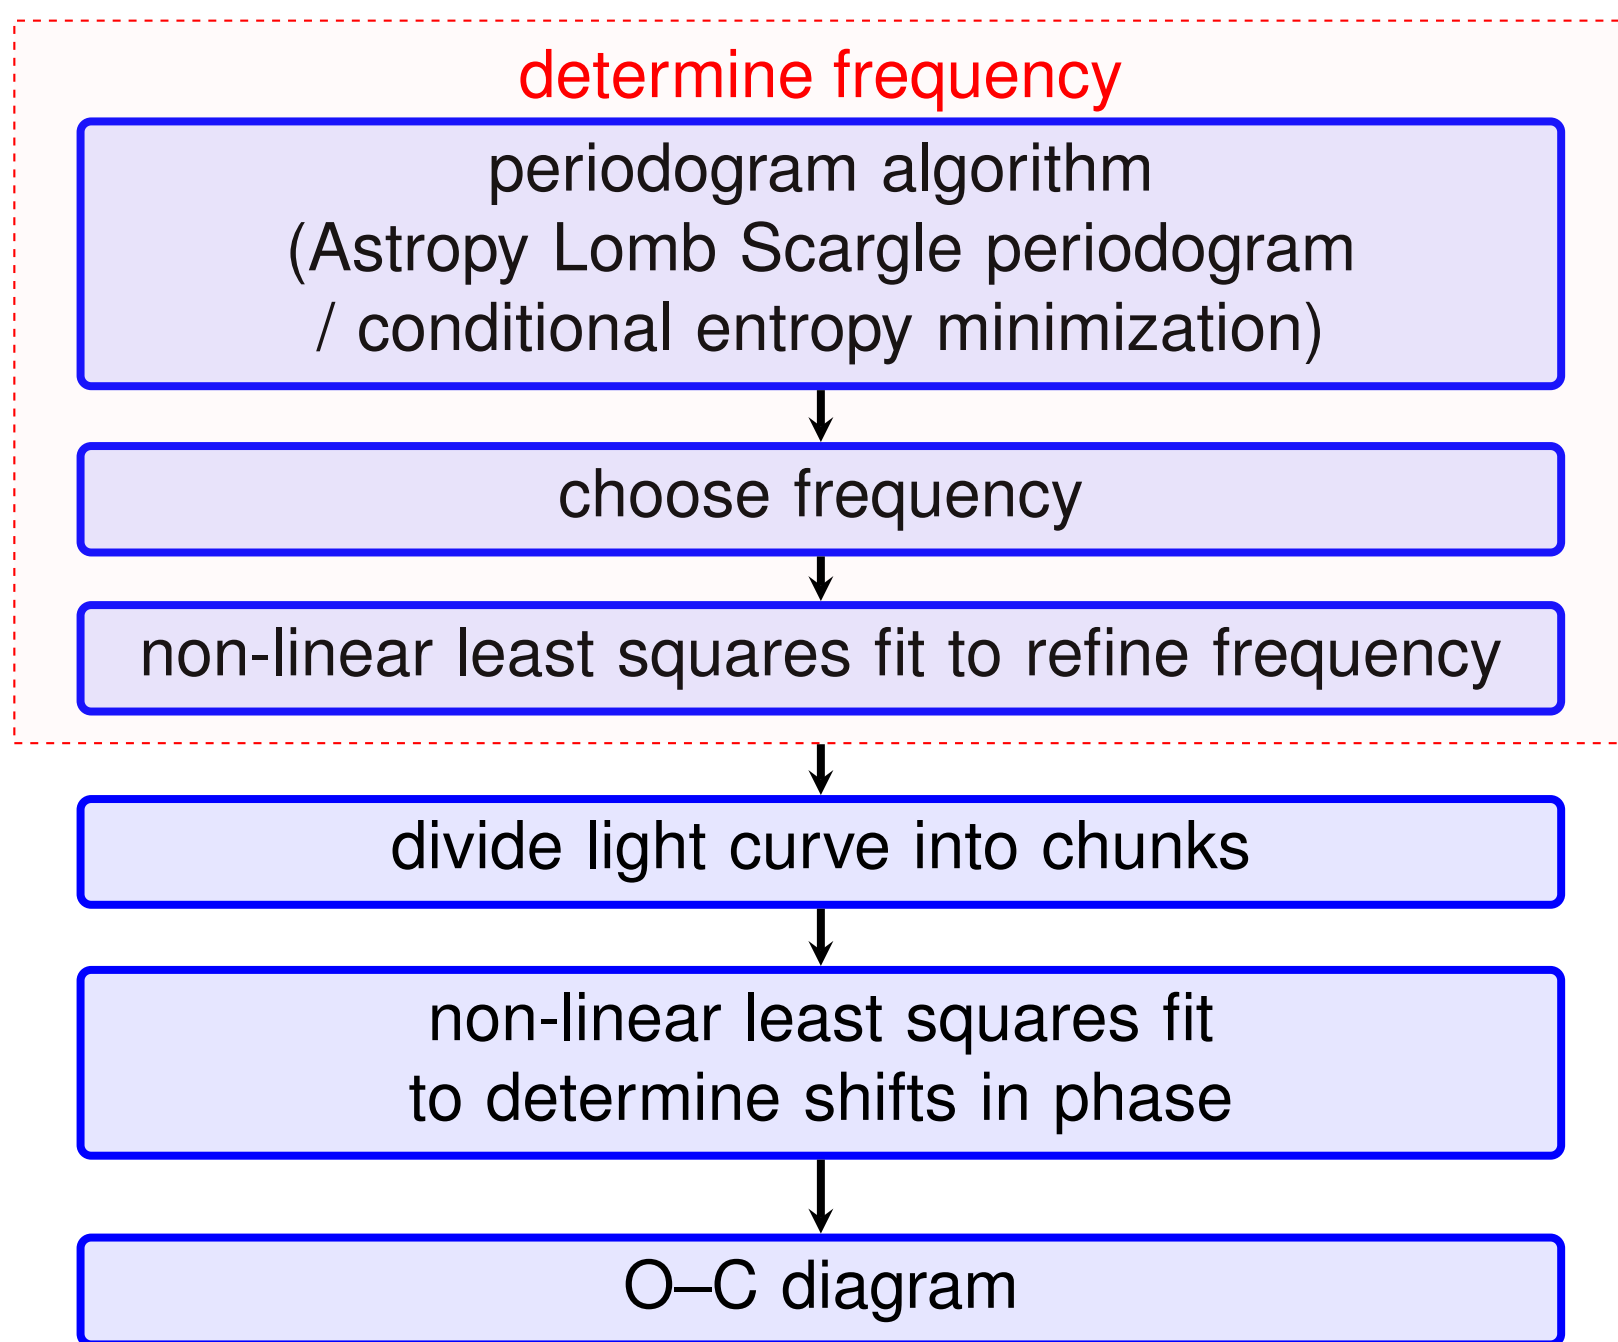 determine frequency
periodogram algorithm
(Astropy Lomb Scargle periodogram
/ conditional entropy minimization)
choose frequency
non-linear least squares fit to refine frequency
divide light curve into chunks
non-linear least squares fit
to determine shifts in phase
O–C diagram